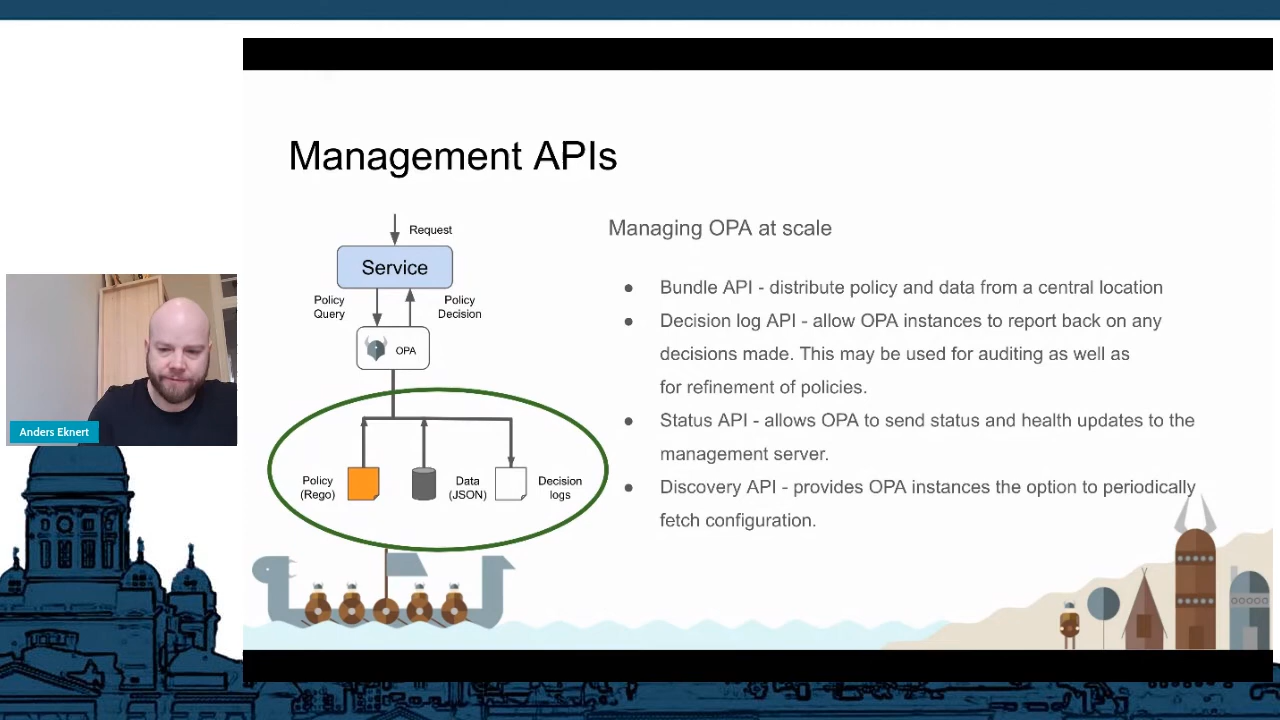 Management APIs
Request
Service
Policy
Query
Policy
Decision
OPA
Policy
(Rego)
Data
(JSON)
Decision
logs
Managing OPA at scale
● Bundle API - distribute policy and data from a central location
● Decision log API - allow OPA instances to report back on any
decisions made. This may be used for auditing as well as
for refinement of policies.
● Status API - allows OPA to send status and health updates to the
management server.
● Discovery API - provides OPA instances the option to periodically
fetch configuration.
Anders Eknert